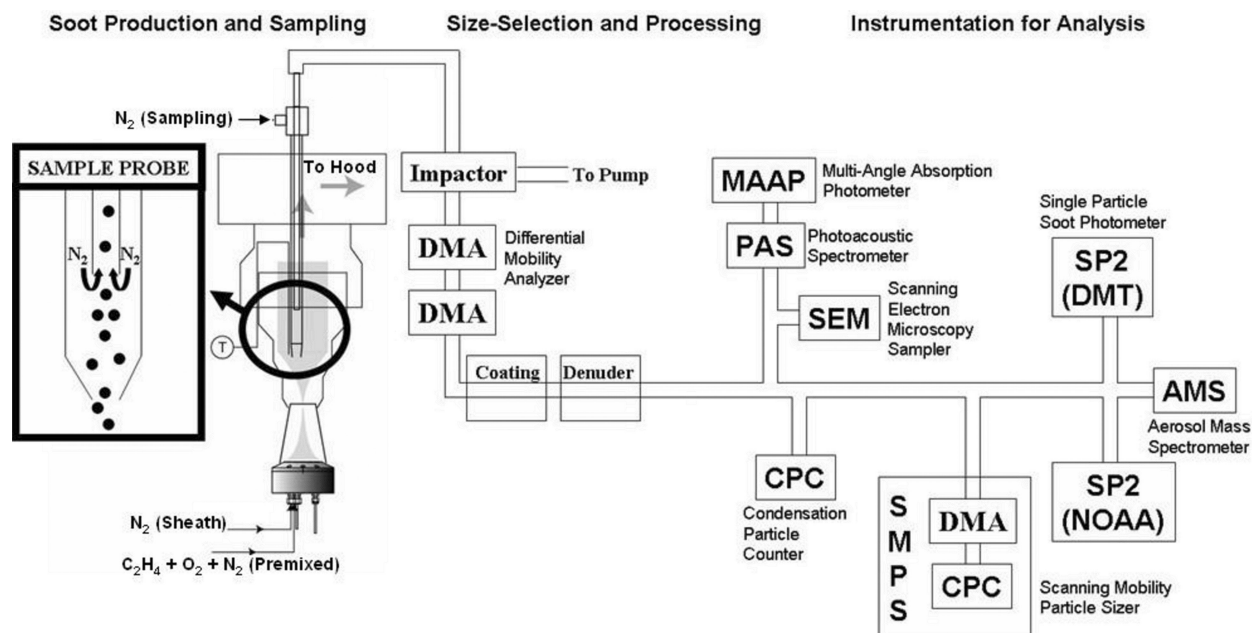 Soot Production and Sampling
Size-Selection and Processing
Instrumentation for Analysis
N₂ (Sampling)
SAMPLE PROBE
N₂
N₂
To Hood
T
N₂ (Sheath)
C₂H₄ + O₂ + N₂ (Premixed)
Impactor
To Pump
DMA
Differential
Mobility
Analyzer
DMA
Coating
Denuder
MAAP
Multi-Angle Absorption
Photometer
PAS
Photoacoustic
Spectrometer
SEM
Scanning
Electron
Microscopy
Sampler
Single Particle
Soot Photometer
SP2
(DMT)
AMS
Aerosol Mass
Spectrometer
CPC
Condensation
Particle
Counter
SMPS
DMA
CPC
Scanning Mobility
Particle Sizer
SP2
(NOAA)